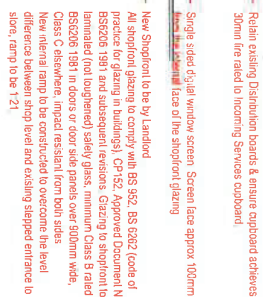 Retain existing Distribution boards & ensure cupboard achieves
30min fire rated to Incoming Services cupboard.
Single sided digital window screen. Screen face approx 100mm
face of the shopfront glazing
New Shopfront to be by Landlord
All shopfront glazing to comply with BS 952, BS 6262 (code of
practice for glazing in buildings), CP152, Approved Document N
BS6206 1981 and subsequent revisions. Glazing to shopfront to
laminated (not toughened) safety glass, minimum Class B rated
BS6206 1981 in doors or door side panels over 900mm wide,
Class C elsewhere, impact resistant from both sides
New internal ramp to be constructed to overcome the level
difference between shop level and existing stepped entrance to
store, ramp to be 1:21